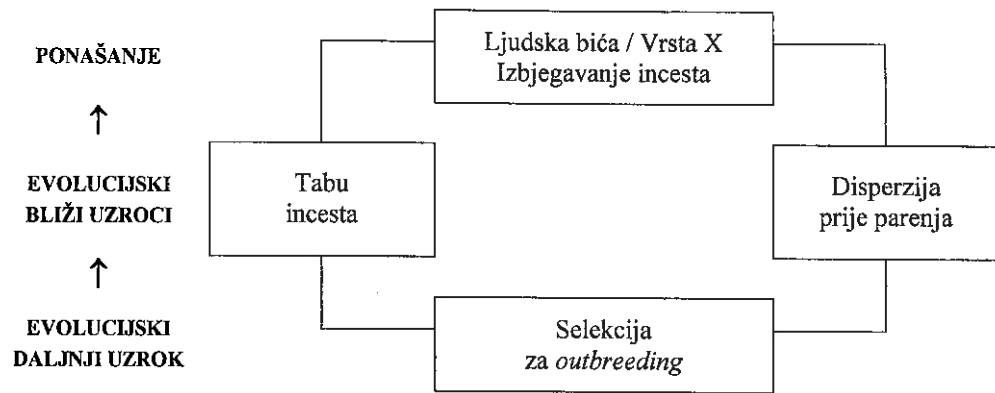 PONAŠANJE
↑
EVOLUCIJSKI
BLIŽI UZROCI
↑
EVOLUCIJSKI
DALJNJI UZROK
Ljudska bića / Vrsta X
Izbjegavanje incesta
Tabu
incesta
Disperzija
prije parenja
Selekcija
za outbreeding